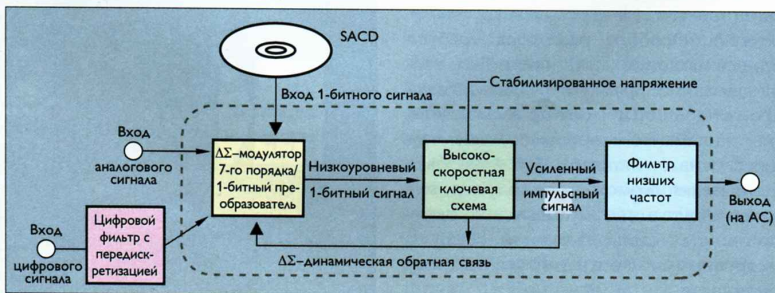 SACD
Стабилизированное напряжение
Вход 1-битного сигнала
Вход
аналогового
сигнала
ΔΣ–модулятор
7-го порядка/
1-битный пре-
образователь
Низкоуровневый
1-битный сигнал
Высоко-
скоростная
ключевая
схема
Усиленный
импульсный
сигнал
Фильтр
низших
частот
Выход
(на АС)
Вход
цифрового
сигнала
Цифровой
фильтр с
передиск-
ретизацией
ΔΣ–динамическая обратная связь